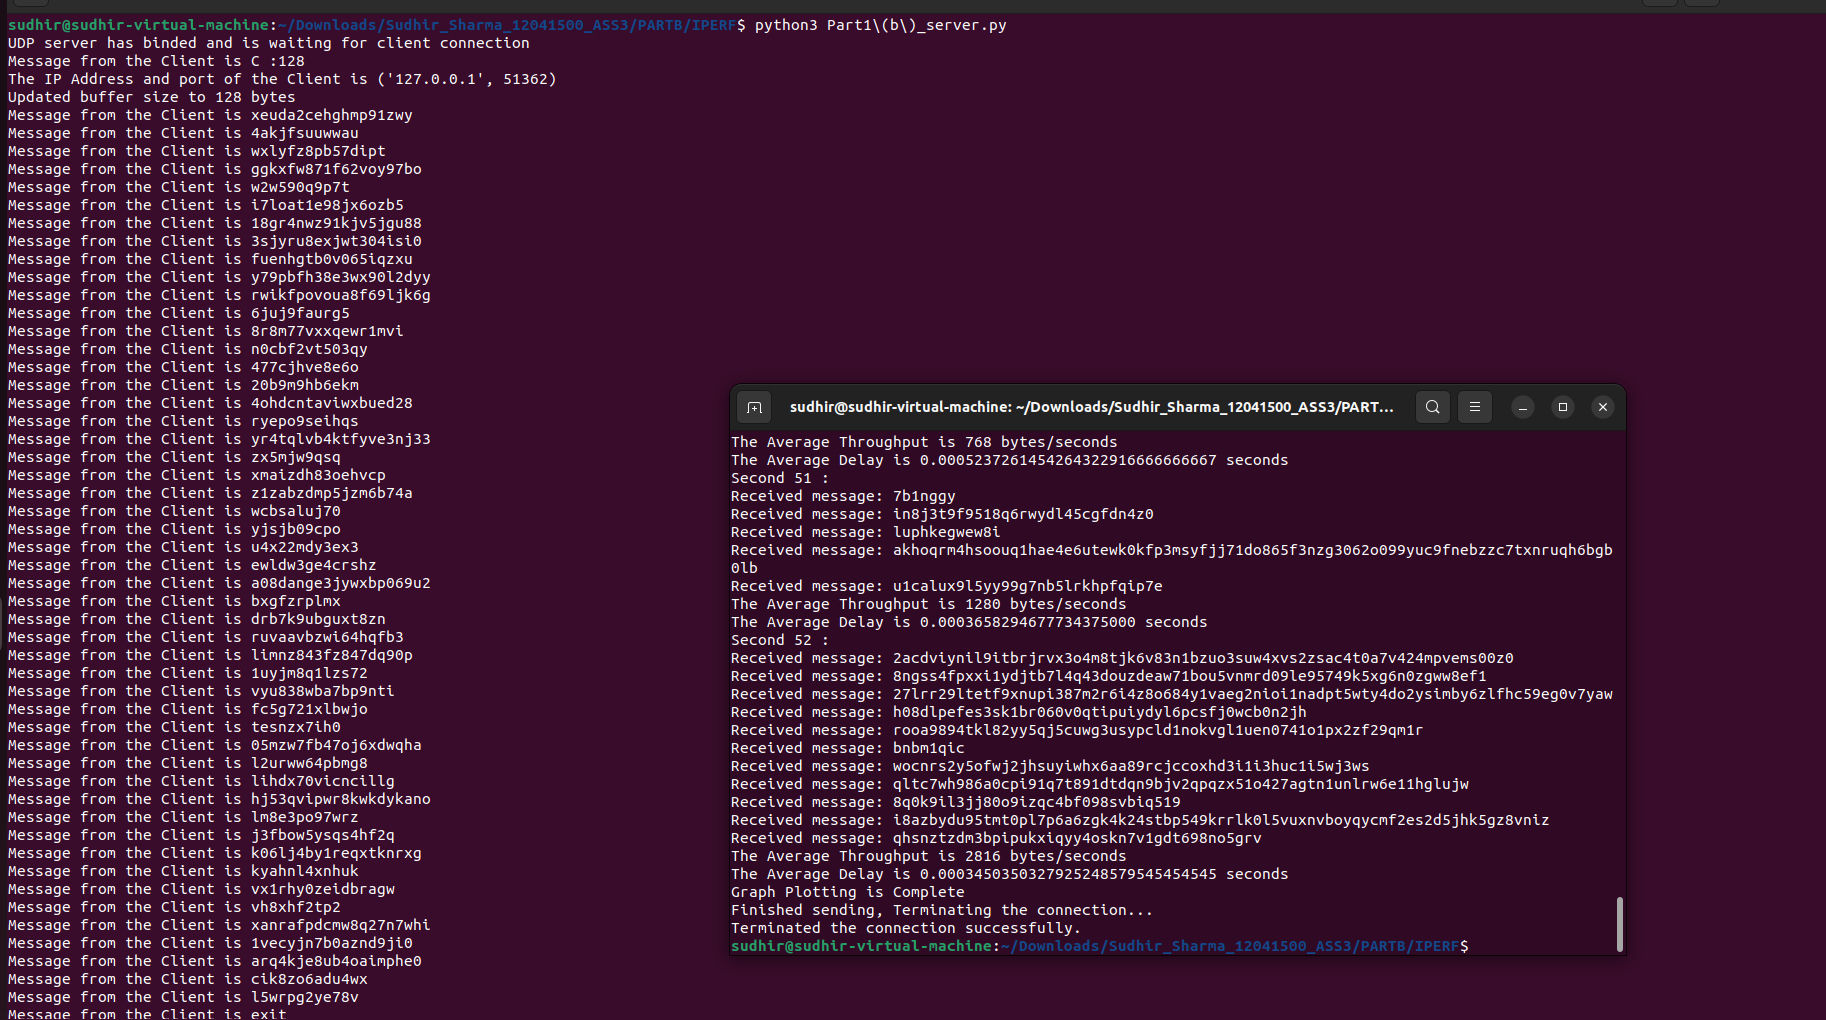 sudhir@sudhir-virtual-machine:~/Downloads/Sudhir_Sharma_12041500_ASS3/PARTB/IPERF$ python3 Part1\(b\)_server.py
UDP server has binded and is waiting for client connection
Message from the Client is C :128
The IP Address and port of the Client is ('127.0.0.1', 51362)
Updated buffer size to 128 bytes
Message from the Client is xeuda2cehghmp91zwy
Message from the Client is 4akjfsuuwwau
Message from the Client is wxlyfz8pb57dipt
Message from the Client is ggkxfw871f62voy97bo
Message from the Client is w2w590q9p7t
Message from the Client is i7loat1e98jx6ozb5
Message from the Client is 18gr4nwz91kjv5jgu88
Message from the Client is 3sjyru8exjwt304isi0
Message from the Client is fuenhgtb0v065iqzxu
Message from the Client is y79pbfh38e3wx90l2dyy
Message from the Client is rwikfpovoua8f69ljk6g
Message from the Client is 6juj9faurg5
Message from the Client is 8r8m77vxxqewr1mvi
Message from the Client is n0cbf2vt503qy
Message from the Client is 477cjhve8e6o
Message from the Client is 20b9m9hb6ekm
Message from the Client is 4ohdcntaviwxbued28
Message from the Client is ryepo9seihqs
Message from the Client is yr4tqlvb4ktfyve3nj33
Message from the Client is zx5mjw9qsq
Message from the Client is xmaizdh83oehvcp
Message from the Client is z1zabzdmp5jzm6b74a
Message from the Client is wcbsaluj70
Message from the Client is yjsjb09cpo
Message from the Client is u4x22mdy3ex3
Message from the Client is ewldw3ge4crshz
Message from the Client is a08dange3jywxbp069u2
Message from the Client is bxgfzrplmx
Message from the Client is drb7k9ubguxt8zn
Message from the Client is ruvaavbzwi64hqfb3
Message from the Client is limnz843fz847dq90p
Message from the Client is 1uyjm8q1lzs72
Message from the Client is vyu838wba7bp9nti
Message from the Client is fc5g721xlbwjo
Message from the Client is tesnzx7ih0
Message from the Client is 05mzw7fb47oj6xdwqha
Message from the Client is l2urww64pbmg8
Message from the Client is lihdx70vicncillg
Message from the Client is hj53qvipwr8kwkdykano
Message from the Client is lm8e3po97wrz
Message from the Client is j3fbow5ysqs4hf2q
Message from the Client is k06lj4by1reqxtknrxg
Message from the Client is kyahnl4xnhuk
Message from the Client is vx1rhy0zeidbragw
Message from the Client is vh8xhf2tp2
Message from the Client is xanrafpdcmw8q27n7whi
Message from the Client is 1vecyjn7b0aznd9ji0
Message from the Client is arq4kje8ub4oaimphe0
Message from the Client is cik8zo6adu4wx
Message from the Client is l5wrpg2ye78v
Message from the Client is exit
sudhir@sudhir-virtual-machine: ~/Downloads/Sudhir_Sharma_12041500_ASS3/PART...
The Average Throughput is 768 bytes/seconds
The Average Delay is 0.0005237261454264322916666666667 seconds
Second 51 :
Received message: 7b1nggy
Received message: in8j3t9f9518q6rwydl45cgfdn4z0
Received message: luphkegwew8i
Received message: akhoqrm4hsoouq1hae4e6utewk0kfp3msyfjj71do865f3nzg3062o099yuc9fnebzzc7txnruqh6bgb
0lb
Received message: u1calux9l5yy99g7nb5lrkhpfqip7e
The Average Throughput is 1280 bytes/seconds
The Average Delay is 0.0003658294677734375000 seconds
Second 52 :
Received message: 2acdviynil9itbrjrvx3o4m8tjk6v83n1bzuo3suw4xvs2zsac4t0a7v424mpvems00z0
Received message: 8ngss4fpxxi1ydjtb7l4q43douzdeaw71bou5vnmrd09le95749k5xg6n0zgww8ef1
Received message: 27lrr29ltetf9xnupi387m2r6i4z8o684y1vaeg2nioi1nadpt5wty4do2ysimby6zlfhc59eg0v7yaw
Received message: h08dlpefes3sk1br060v0qtipuiydyl6pcsfj0wcb0n2jh
Received message: rooa9894tkl82yy5qj5cuwg3usypcld1nokvgl1uen0741o1px2zf29qm1r
Received message: bnbm1qic
Received message: wocnrs2y5ofwj2jhsuyiwhx6aa89rcjccoxhd3i1i3huc1i5wj3ws
Received message: qltc7wh986a0cpi91q7t891dtdqn9bjv2qpqzx51o427agtn1unlrw6e11hglujw
Received message: 8q0k9il3jj80o9izqc4bf098svbiq519
Received message: i8azbydu95tmt0pl7p6a6zgk4k24stbp549krrlk0l5vuxnvboyqycmf2es2d5jhk5gz8vniz
Received message: qhsnztzdm3bpipukxiqyy4oskn7v1gdt698no5grv
The Average Throughput is 2816 bytes/seconds
The Average Delay is 0.0003450350327925248579545454545 seconds
Graph Plotting is Complete
Finished sending, Terminating the connection...
Terminated the connection successfully.
sudhir@sudhir-virtual-machine:~/Downloads/Sudhir_Sharma_12041500_ASS3/PARTB/IPERF$